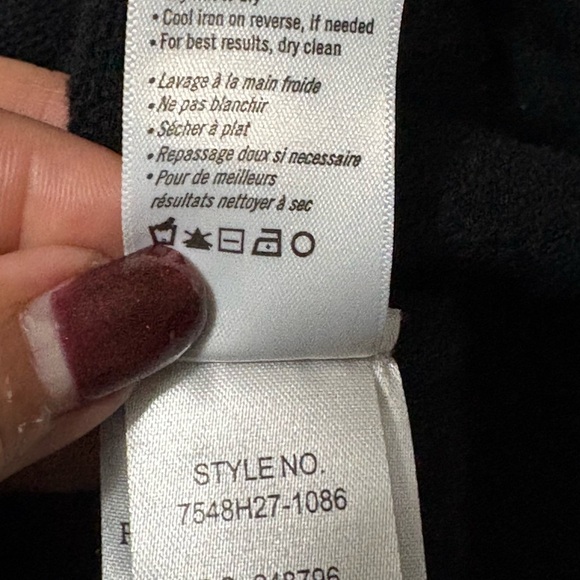 • Cool iron on reverse, if needed
• For best results, dry clean
• Lavage à la main froide
• Ne pas blanchir
• Sécher à plat
• Repassage doux si necessaire
• Pour de meilleurs
résultats nettoyer à sec
STYLE NO.
7548H27-1086